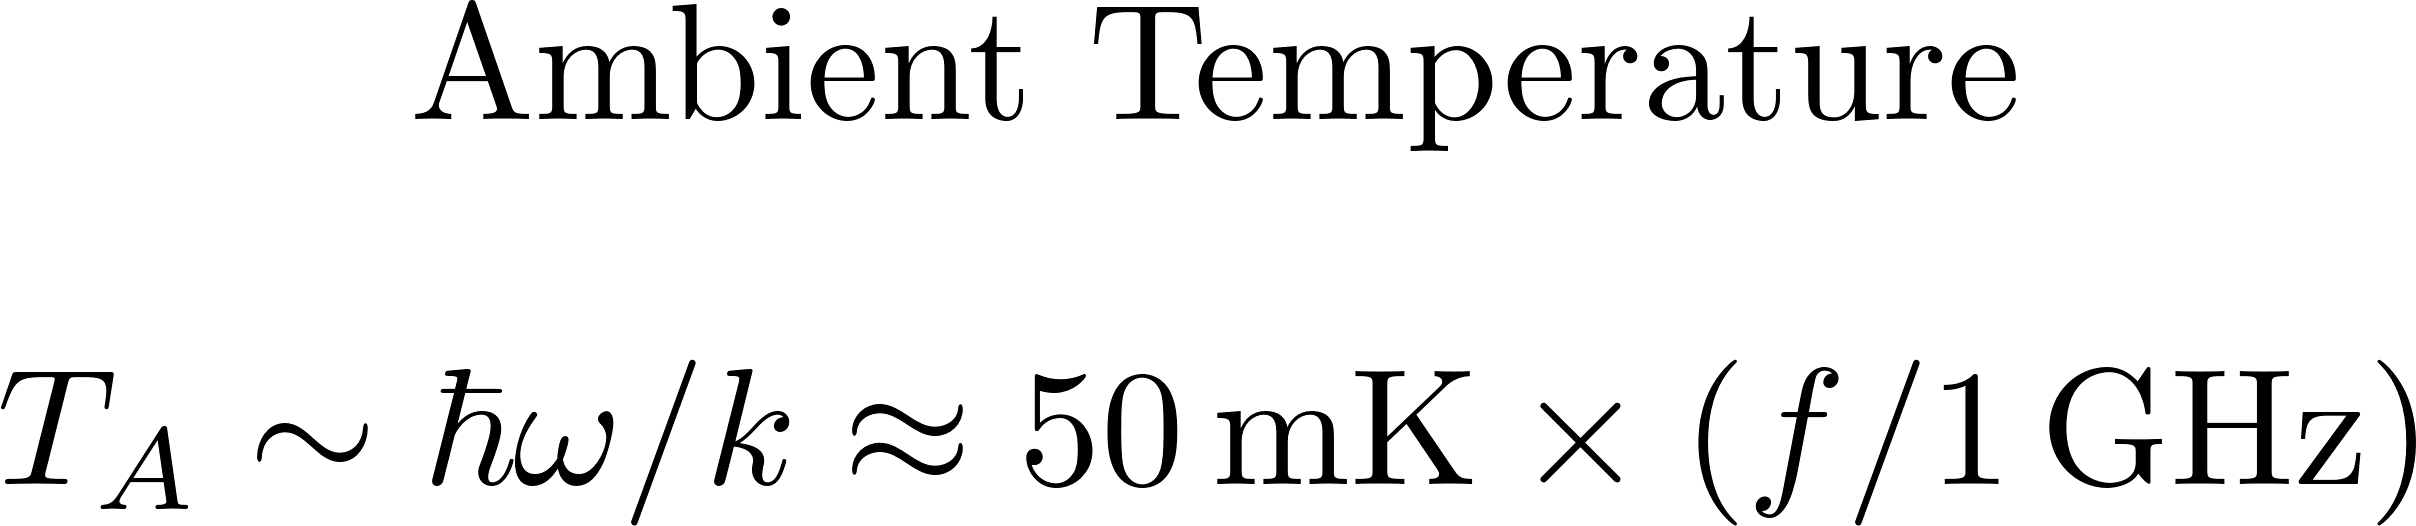 Ambient Temperature
T_A ∼ ħω/k ≈ 50 mK × (f/1 GHz)